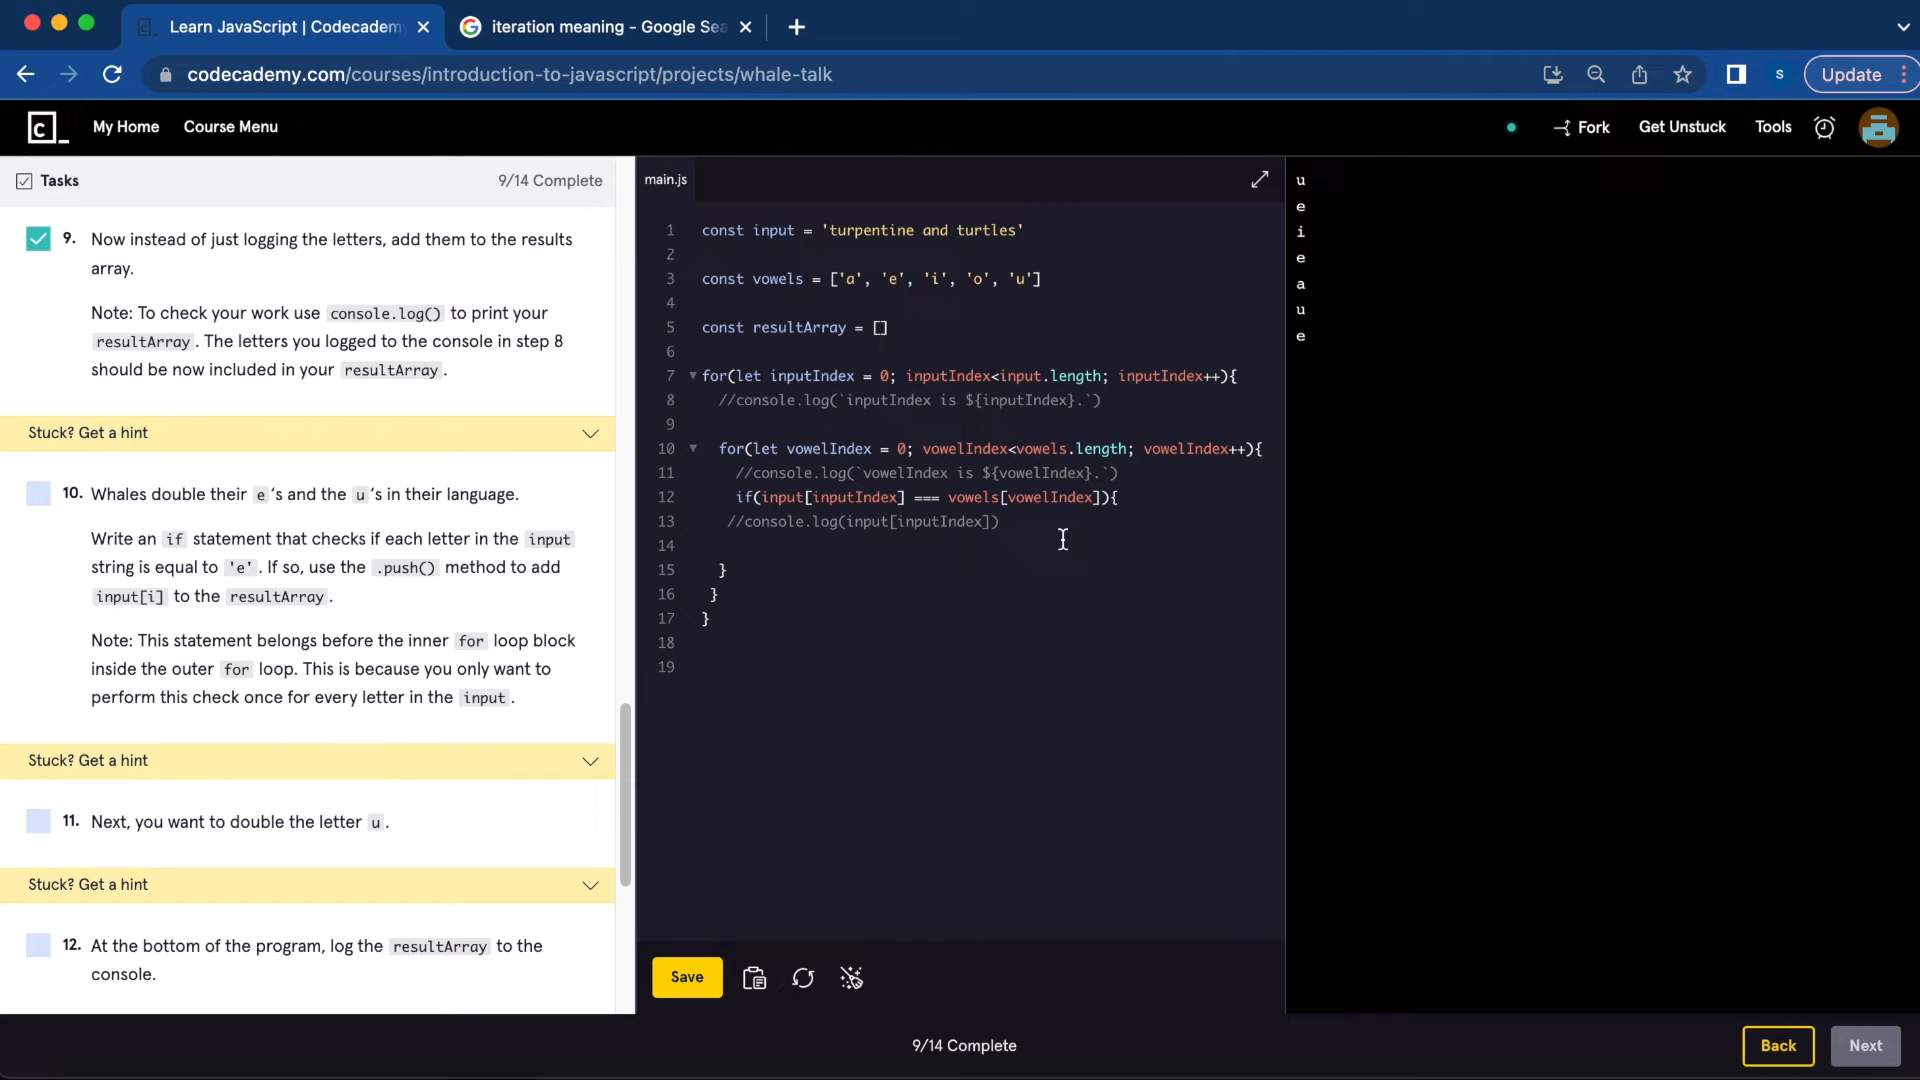 Learn JavaScript | Codecadem
iteration meaning - Google Sea
codecademy.com/courses/introduction-to-javascript/projects/whale-talk
S
Update
c_
My Home
Course Menu
Fork
Get Unstuck
Tools
Tasks
9/14 Complete
9. Now instead of just logging the letters, add them to the results
array.
Note: To check your work use console.log() to print your
resultArray. The letters you logged to the console in step 8
should be now included in your resultArray.
Stuck? Get a hint
10. Whales double their e's and the u's in their language.
Write an if statement that checks if each letter in the input
string is equal to 'e'. If so, use the .push() method to add
input[i] to the resultArray.
Note: This statement belongs before the inner for loop block
inside the outer for loop. This is because you only want to
perform this check once for every letter in the input.
Stuck? Get a hint
11. Next, you want to double the letter u.
Stuck? Get a hint
12. At the bottom of the program, log the resultArray to the
console.
main.js
1 const input = 'turpentine and turtles'
2
3 const vowels = ['a', 'e', 'i', 'o', 'u']
4
5 const resultArray = []
6
7 for(let inputIndex = 0; inputIndex<input.length; inputIndex++){
8 //console.log(`inputIndex is ${inputIndex}.`)
9
10 for(let vowelIndex = 0; vowelIndex<vowels.length; vowelIndex++){
11 //console.log(`vowelIndex is ${vowelIndex}.`)
12 if(input[inputIndex] === vowels[vowelIndex]){
13 //console.log(input[inputIndex])
14
15 }
16 }
17 }
18
19
Save
u
e
i
e
a
u
e
9/14 Complete
Back
Next